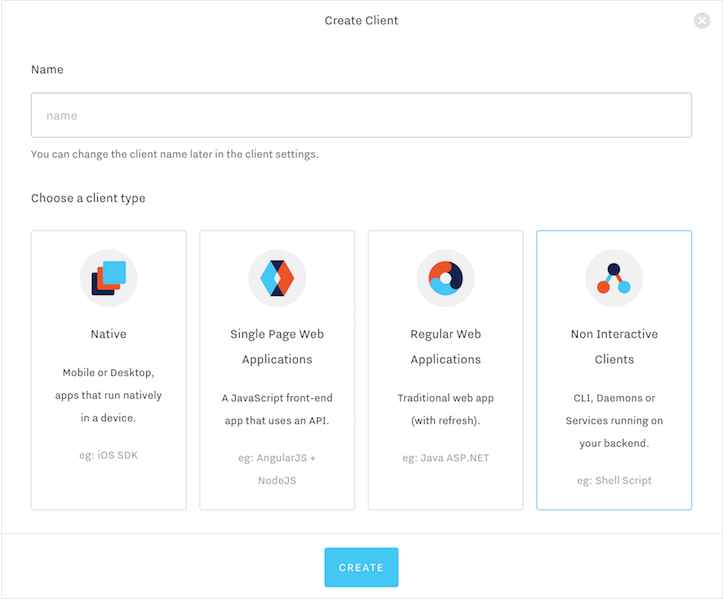 Create Client
Name
name
You can change the client name later in the client settings.
Choose a client type
Native
Mobile or Desktop,
apps that run natively
in a device.
eg: iOS SDK
Single Page Web
Applications
A JavaScript front-end
app that uses an API.
eg: AngularJS +
NodeJS
Regular Web
Applications
Traditional web app
(with refresh).
eg: Java ASP.NET
Non Interactive
Clients
CLI, Daemons or
Services running on
your backend.
eg: Shell Script
CREATE